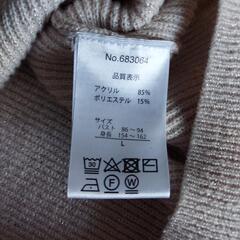 No.683064
品質表示
アクリル 85%
ポリエステル 15%
サイズ
バスト 86～94
身長 154～162
L